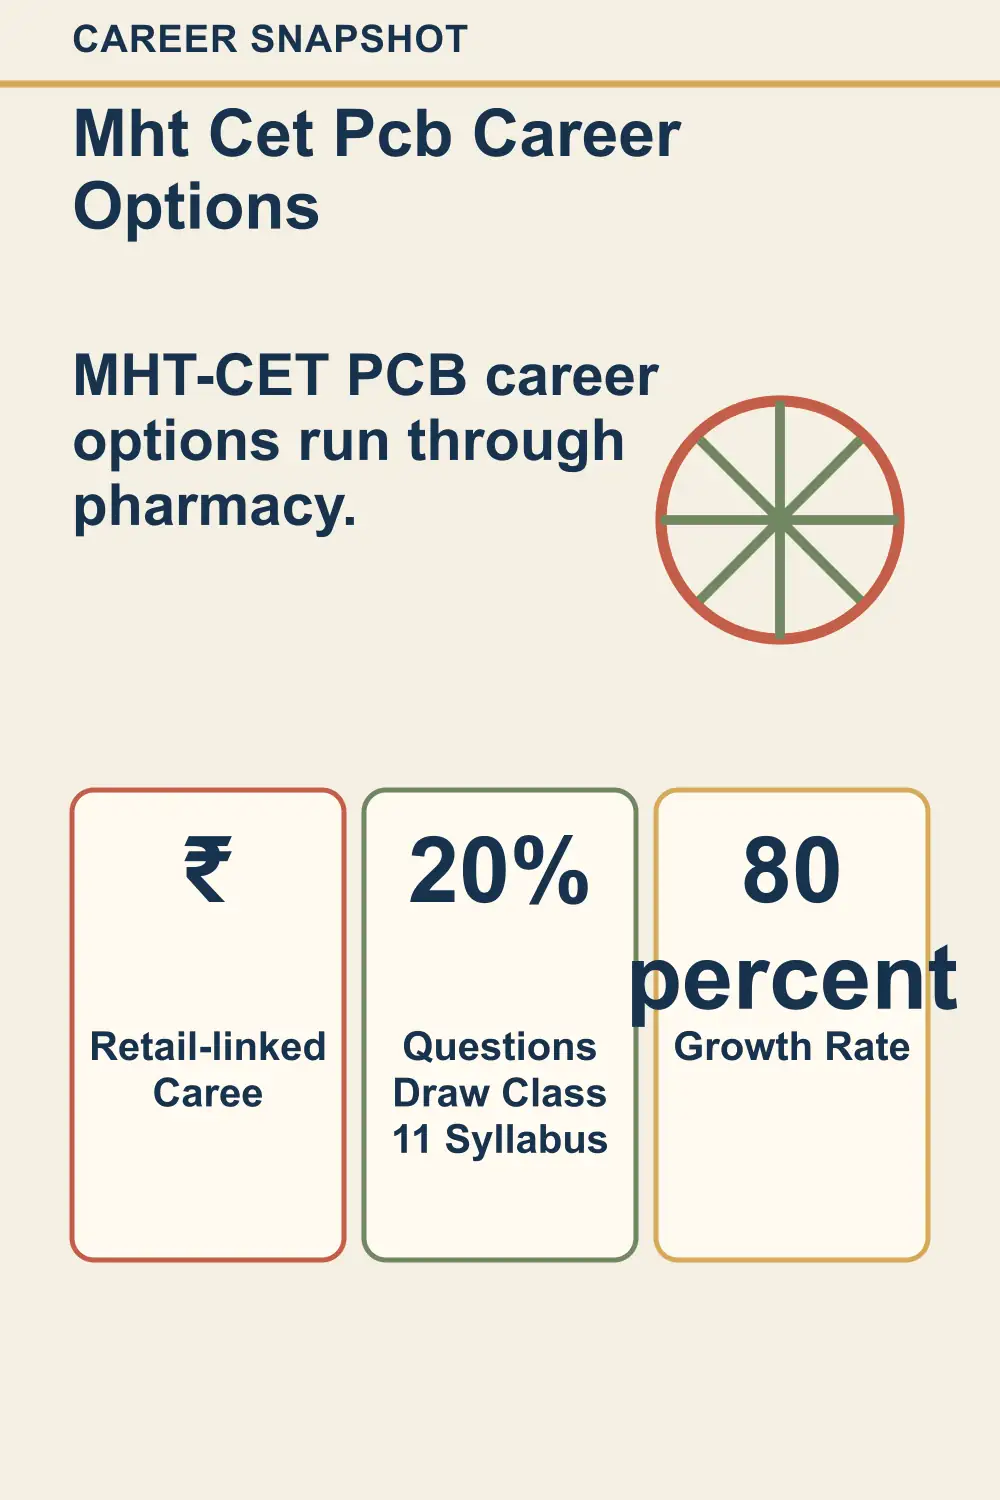 CAREER SNAPSHOT
Mht Cet Pcb Career
Options
MHT-CET PCB career
options run through
pharmacy.
₹
Retail-linked
Caree
20%
Questions
Draw Class
11 Syllabus
80
percent
Growth Rate